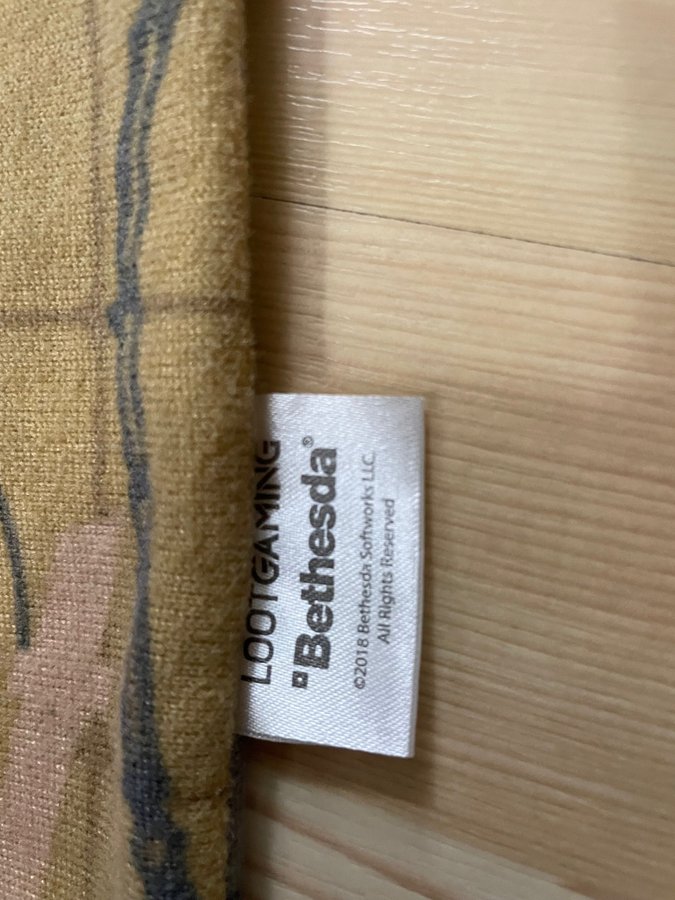 LOOTGAMING
Bethesda®
©2018 Bethesda Softworks LLC.
All Rights Reserved